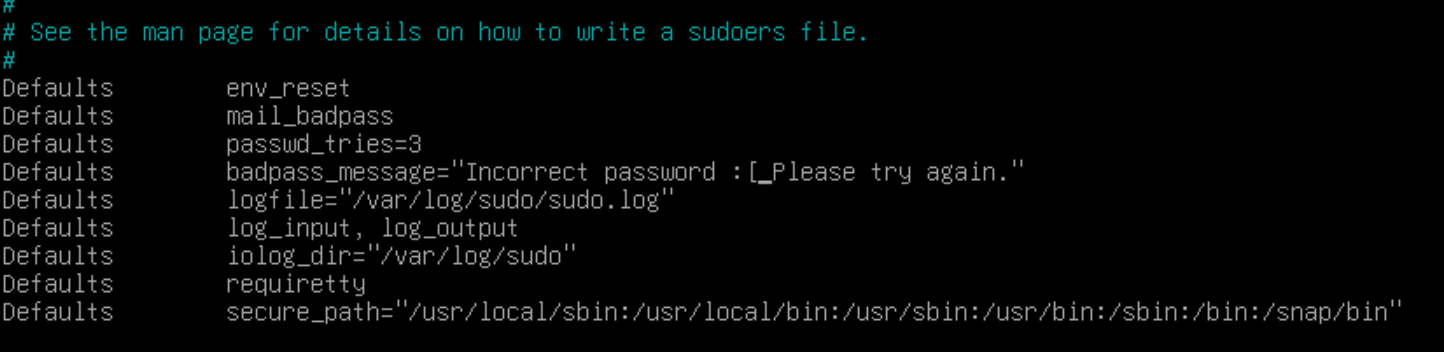 #
# See the man page for details on how to write a sudoers file.
#
Defaults env_reset
Defaults mail_badpass
Defaults passwd_tries=3
Defaults badpass_message="Incorrect password :[ Please try again."
Defaults logfile="/var/log/sudo/sudo.log"
Defaults log_input, log_output
Defaults iolog_dir="/var/log/sudo"
Defaults requiretty
Defaults secure_path="/usr/local/sbin:/usr/local/bin:/usr/sbin:/usr/bin:/sbin:/bin:/snap/bin"